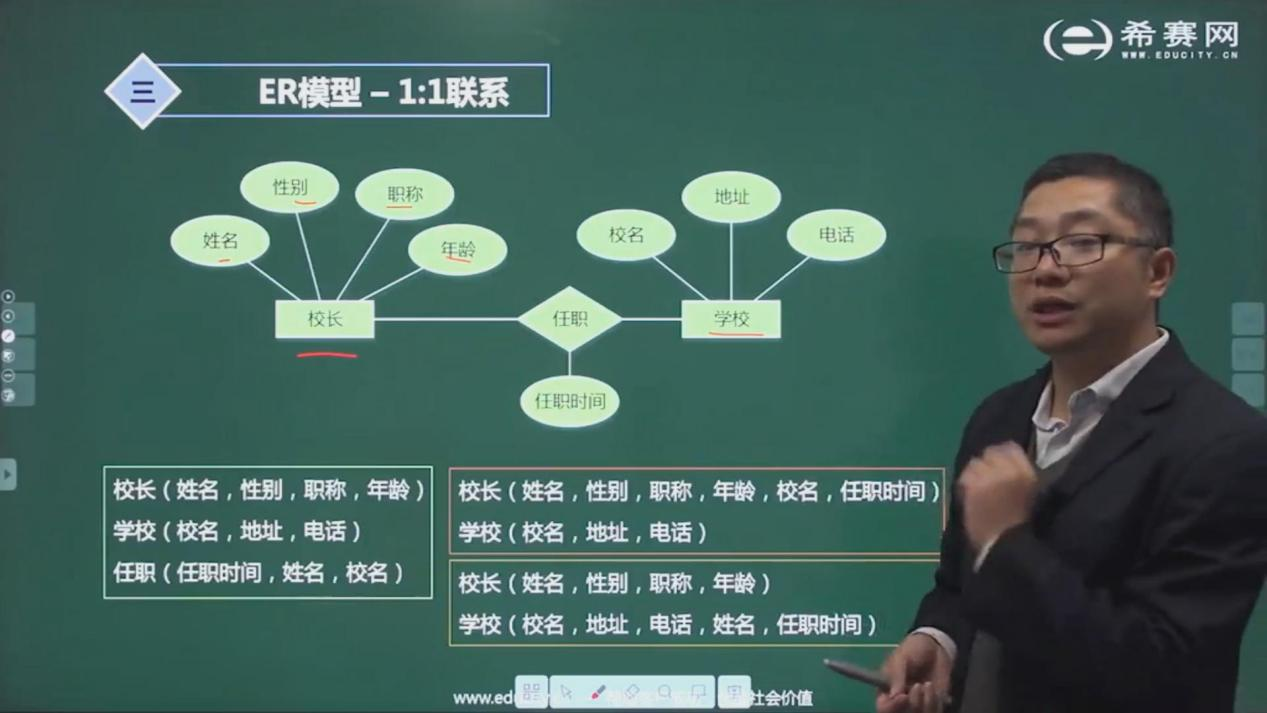 希赛网
WWW.EDUCITY.CN
三
ER模型 – 1:1联系
性别
职称
地址
姓名
年龄
校名
电话
校长
任职
学校
任职时间
校长（姓名，性别，职称，年龄）
学校（校名，地址，电话）
任职（任职时间，姓名，校名）
校长（姓名，性别，职称，年龄，校名，任职时间）
学校（校名，地址，电话）
校长（姓名，性别，职称，年龄）
学校（校名，地址，电话，姓名，任职时间）
www.edu
社会价值